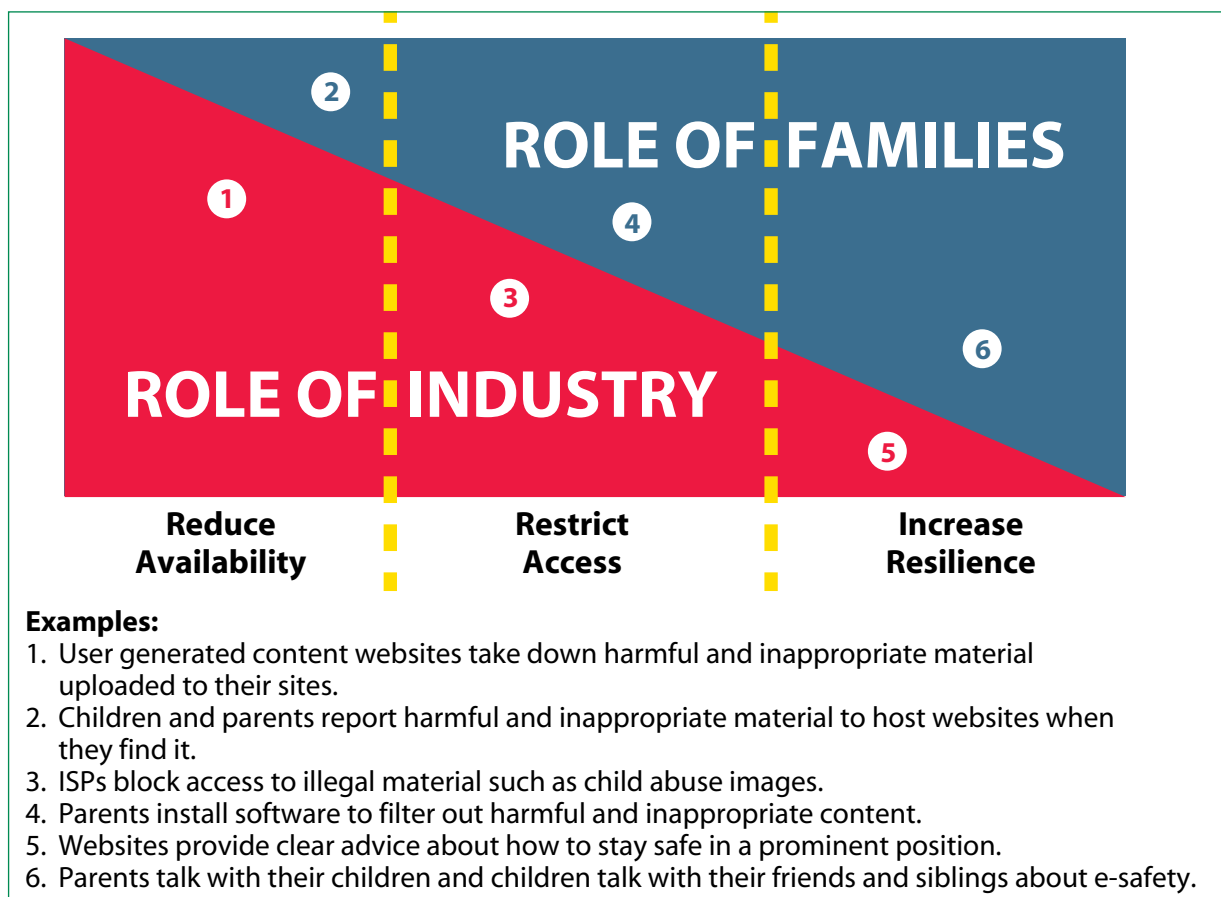 2
ROLE OF FAMILIES
1
4
3
6
ROLE OF INDUSTRY
5
Reduce
Availability
Restrict
Access
Increase
Resilience
Examples:
1. User generated content websites take down harmful and inappropriate material
uploaded to their sites.
2. Children and parents report harmful and inappropriate material to host websites when
they find it.
3. ISPs block access to illegal material such as child abuse images.
4. Parents install software to filter out harmful and inappropriate content.
5. Websites provide clear advice about how to stay safe in a prominent position.
6. Parents talk with their children and children talk with their friends and siblings about e-safety.